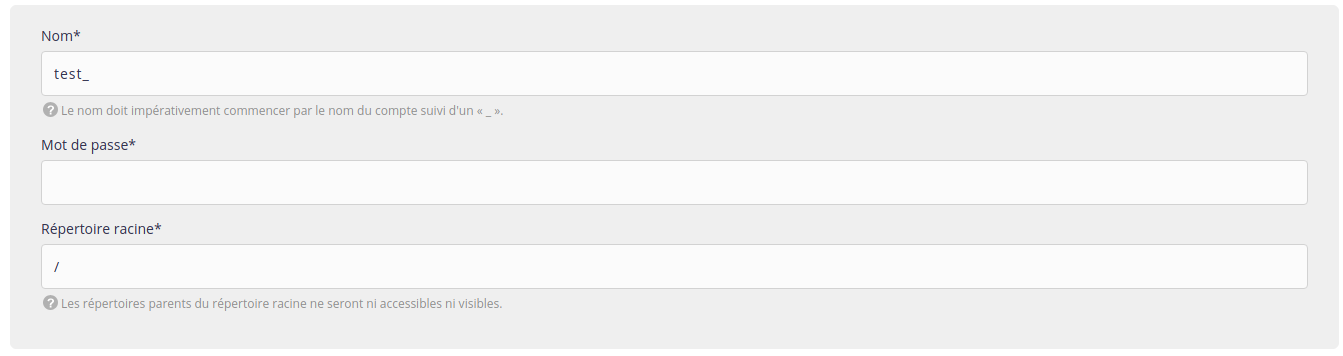 Nom*
test_
? Le nom doit impérativement commencer par le nom du compte suivi d'un « _ ».
Mot de passe*
Répertoire racine*
/
? Les répertoires parents du répertoire racine ne seront ni accessibles ni visibles.